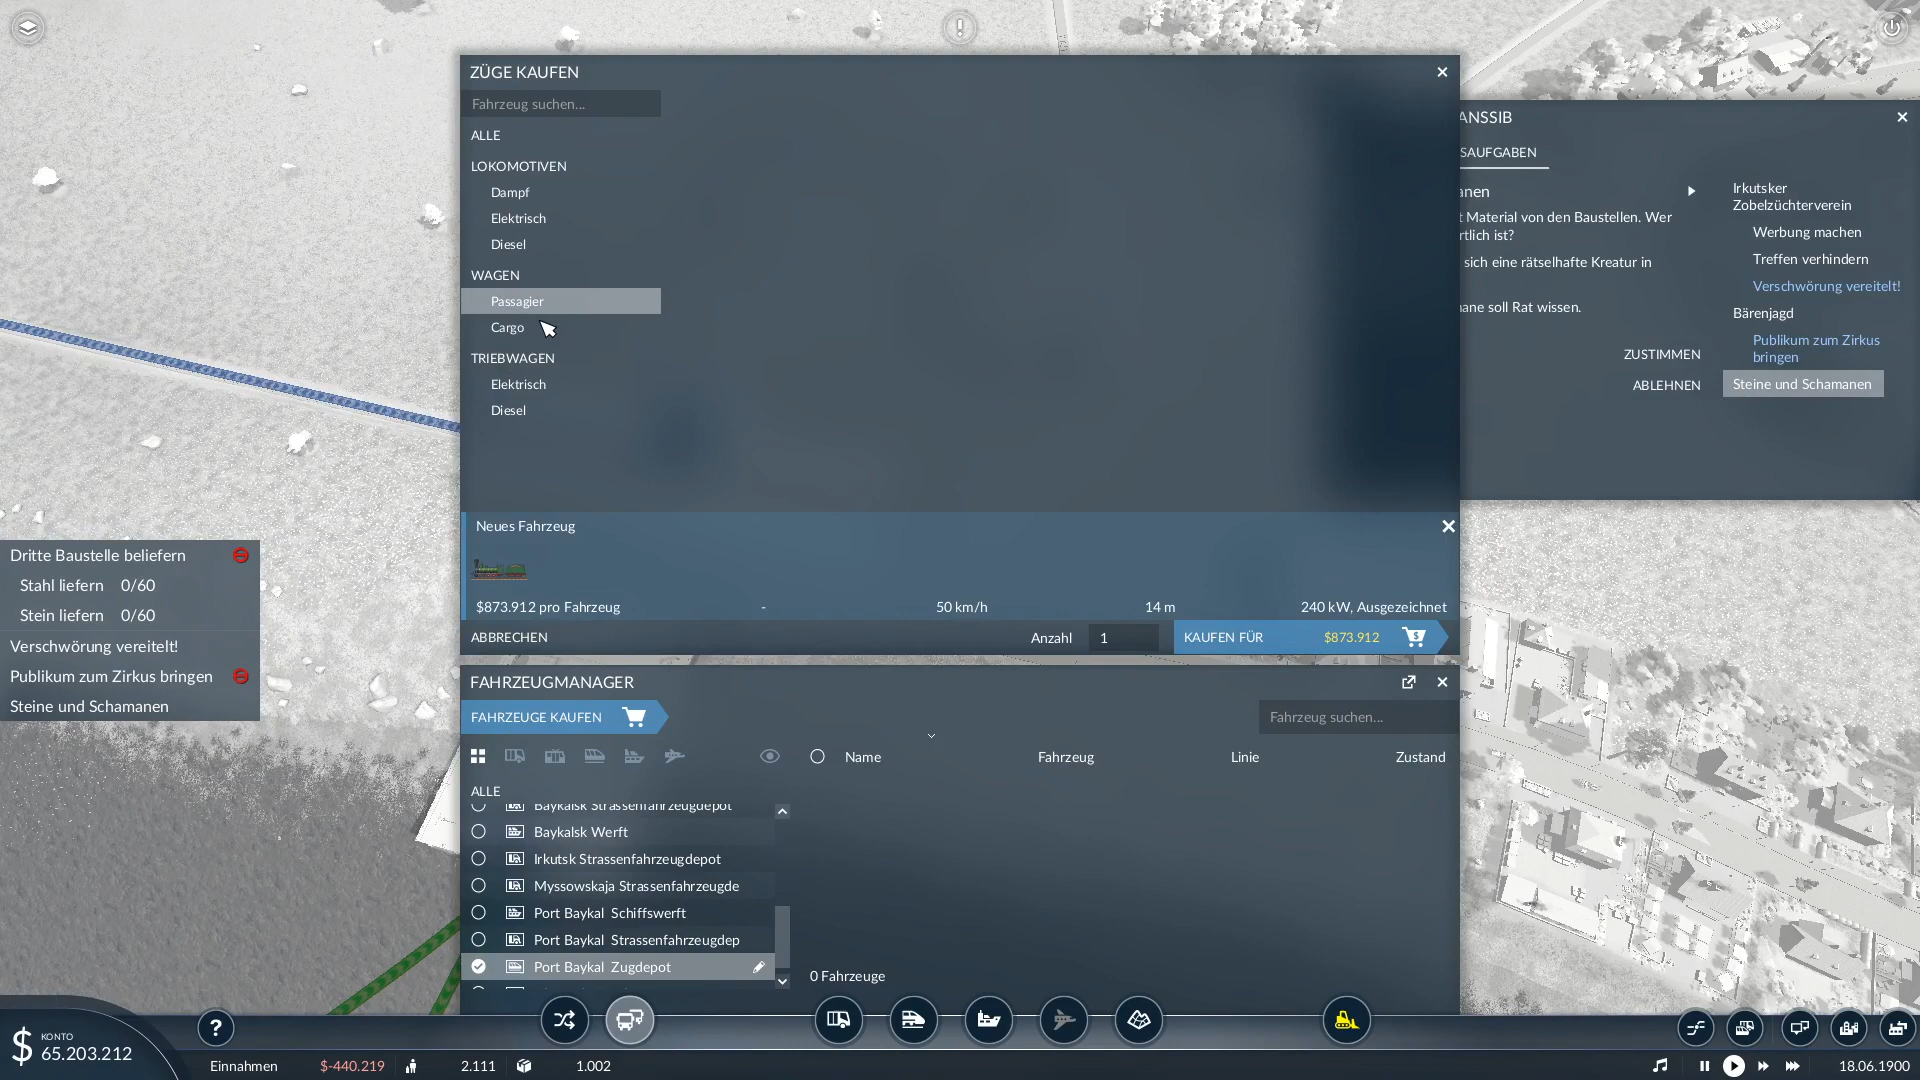 ZÜGE KAUFEN
Fahrzeug suchen...
ALLE
LOKOMOTIVEN
Dampf
Elektrisch
Diesel
WAGEN
Passagier
Cargo
TRIEBWAGEN
Elektrisch
Diesel
Neues Fahrzeug
$873.912 pro Fahrzeug - 50 km/h 14 m 240 kW, Ausgezeichnet
ABBRECHEN Anzahl 1 KAUFEN FÜR $873.912
ANSSIB
SAUFGABEN
anen
t Material von den Baustellen. Wer
rtlich ist?
sich eine rätselhafte Kreatur in
nane soll Rat wissen.
ZUSTIMMEN
ABLEHNEN
Irkutsker
Zobelzüchterverein
Werbung machen
Treffen verhindern
Verschwörung vereitelt!
Bärenjagd
Publikum zum Zirkus
bringen
Steine und Schamanen
Dritte Baustelle beliefern
Stahl liefern 0/60
Stein liefern 0/60
Verschwörung vereitelt!
Publikum zum Zirkus bringen
Steine und Schamanen
FAHRZEUGMANAGER
FAHRZEUGE KAUFEN
Fahrzeug suchen...
Name Fahrzeug Linie Zustand
ALLE
Baykalsk Strassenfahrzeugdepot
Baykalsk Werft
Irkutsk Strassenfahrzeugdepot
Myssowskaja Strassenfahrzeugde
Port Baykal Schiffswerft
Port Baykal Strassenfahrzeugdep
Port Baykal Zugdepot
0 Fahrzeuge
?
$ KONTO
65.203.212
Einnahmen $-440.219 2.111 1.002
18.06.1900